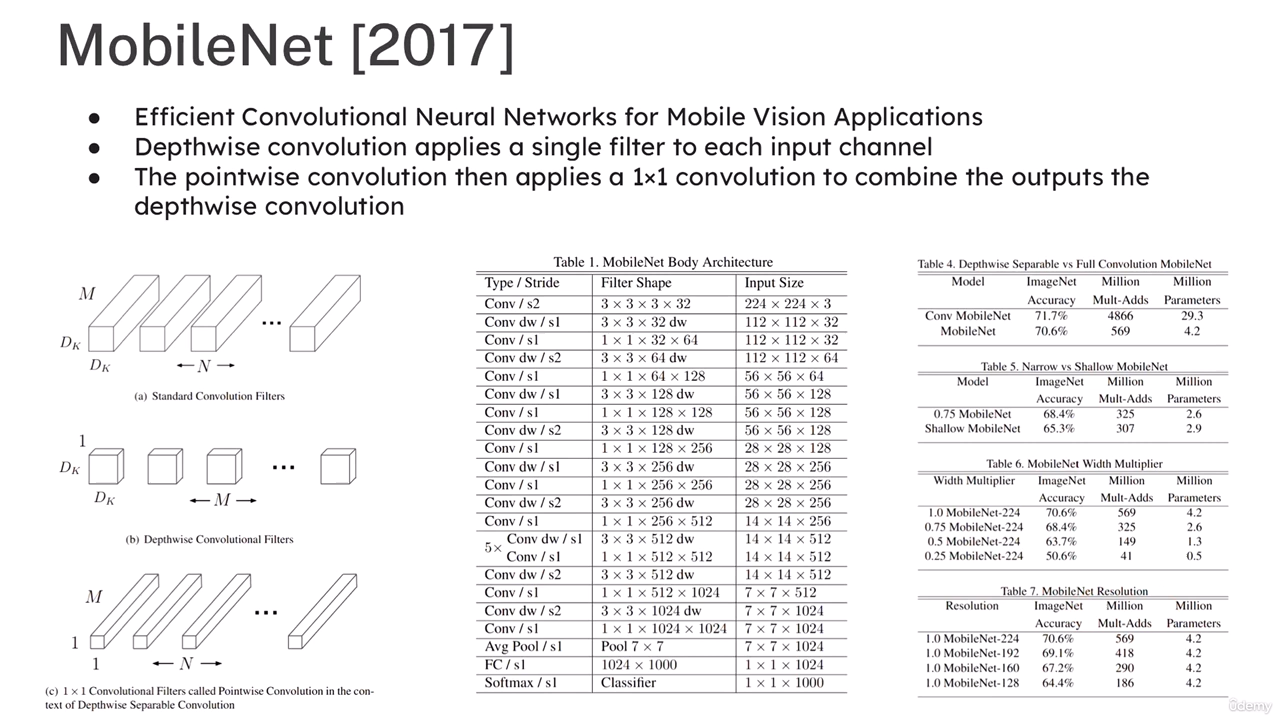 MobileNet [2017]
● Efficient Convolutional Neural Networks for Mobile Vision Applications
● Depthwise convolution applies a single filter to each input channel
● The pointwise convolution then applies a 1×1 convolution to combine the outputs the
depthwise convolution
M
D_K
D_K
... 
← N →
(a) Standard Convolution Filters
1
D_K
D_K
...
← M →
(b) Depthwise Convolutional Filters
M
1
1
...
← N →
(c) 1 × 1 Convolutional Filters called Pointwise Convolution in the con-
text of Depthwise Separable Convolution
Table 1. MobileNet Body Architecture
Type / Stride Filter Shape Input Size
Conv / s2 3 × 3 × 3 × 32 224 × 224 × 3
Conv dw / s1 3 × 3 × 32 dw 112 × 112 × 32
Conv / s1 1 × 1 × 32 × 64 112 × 112 × 32
Conv dw / s2 3 × 3 × 64 dw 112 × 112 × 64
Conv / s1 1 × 1 × 64 × 128 56 × 56 × 64
Conv dw / s1 3 × 3 × 128 dw 56 × 56 × 128
Conv / s1 1 × 1 × 128 × 128 56 × 56 × 128
Conv dw / s2 3 × 3 × 128 dw 56 × 56 × 128
Conv / s1 1 × 1 × 128 × 256 28 × 28 × 128
Conv dw / s1 3 × 3 × 256 dw 28 × 28 × 256
Conv / s1 1 × 1 × 256 × 256 28 × 28 × 256
Conv dw / s2 3 × 3 × 256 dw 28 × 28 × 256
Conv / s1 1 × 1 × 256 × 512 14 × 14 × 256
5× Conv dw / s1 3 × 3 × 512 dw 14 × 14 × 512
Conv / s1 1 × 1 × 512 × 512 14 × 14 × 512
Conv dw / s2 3 × 3 × 512 dw 14 × 14 × 512
Conv / s1 1 × 1 × 512 × 1024 7 × 7 × 512
Conv dw / s2 3 × 3 × 1024 dw 7 × 7 × 1024
Conv / s1 1 × 1 × 1024 × 1024 7 × 7 × 1024
Avg Pool / s1 Pool 7 × 7 7 × 7 × 1024
FC / s1 1024 × 1000 1 × 1 × 1024
Softmax / s1 Classifier 1 × 1 × 1000
Table 4. Depthwise Separable vs Full Convolution MobileNet
Model ImageNet Million Million
Accuracy Mult-Adds Parameters
Conv MobileNet 71.7% 4866 29.3
MobileNet 70.6% 569 4.2
Table 5. Narrow vs Shallow MobileNet
Model ImageNet Million Million
Accuracy Mult-Adds Parameters
0.75 MobileNet 68.4% 325 2.6
Shallow MobileNet 65.3% 307 2.9
Table 6. MobileNet Width Multiplier
Width Multiplier ImageNet Million Million
Accuracy Mult-Adds Parameters
1.0 MobileNet-224 70.6% 569 4.2
0.75 MobileNet-224 68.4% 325 2.6
0.5 MobileNet-224 63.7% 149 1.3
0.25 MobileNet-224 50.6% 41 0.5
Table 7. MobileNet Resolution
Resolution ImageNet Million Million
Accuracy Mult-Adds Parameters
1.0 MobileNet-224 70.6% 569 4.2
1.0 MobileNet-192 69.1% 418 4.2
1.0 MobileNet-160 67.2% 290 4.2
1.0 MobileNet-128 64.4% 186 4.2
ûdemy